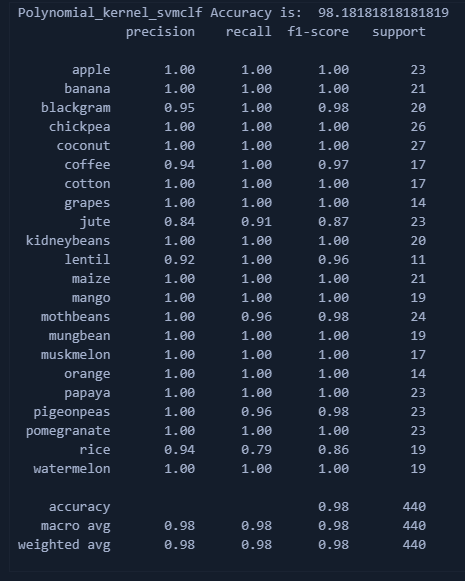 Polynomial_kernel_svmclf Accuracy is:  98.18181818181819
precision recall f1-score support
apple 1.00 1.00 1.00 23
banana 1.00 1.00 1.00 21
blackgram 0.95 1.00 0.98 20
chickpea 1.00 1.00 1.00 26
coconut 1.00 1.00 1.00 27
coffee 0.94 1.00 0.97 17
cotton 1.00 1.00 1.00 17
grapes 1.00 1.00 1.00 14
jute 0.84 0.91 0.87 23
kidneybeans 1.00 1.00 1.00 20
lentil 0.92 1.00 0.96 11
maize 1.00 1.00 1.00 21
mango 1.00 1.00 1.00 19
mothbeans 1.00 0.96 0.98 24
mungbean 1.00 1.00 1.00 19
muskmelon 1.00 1.00 1.00 17
orange 1.00 1.00 1.00 14
papaya 1.00 1.00 1.00 23
pigeonpeas 1.00 0.96 0.98 23
pomegranate 1.00 1.00 1.00 23
rice 0.94 0.79 0.86 19
watermelon 1.00 1.00 1.00 19
accuracy 0.98 440
macro avg 0.98 0.98 0.98 440
weighted avg 0.98 0.98 0.98 440